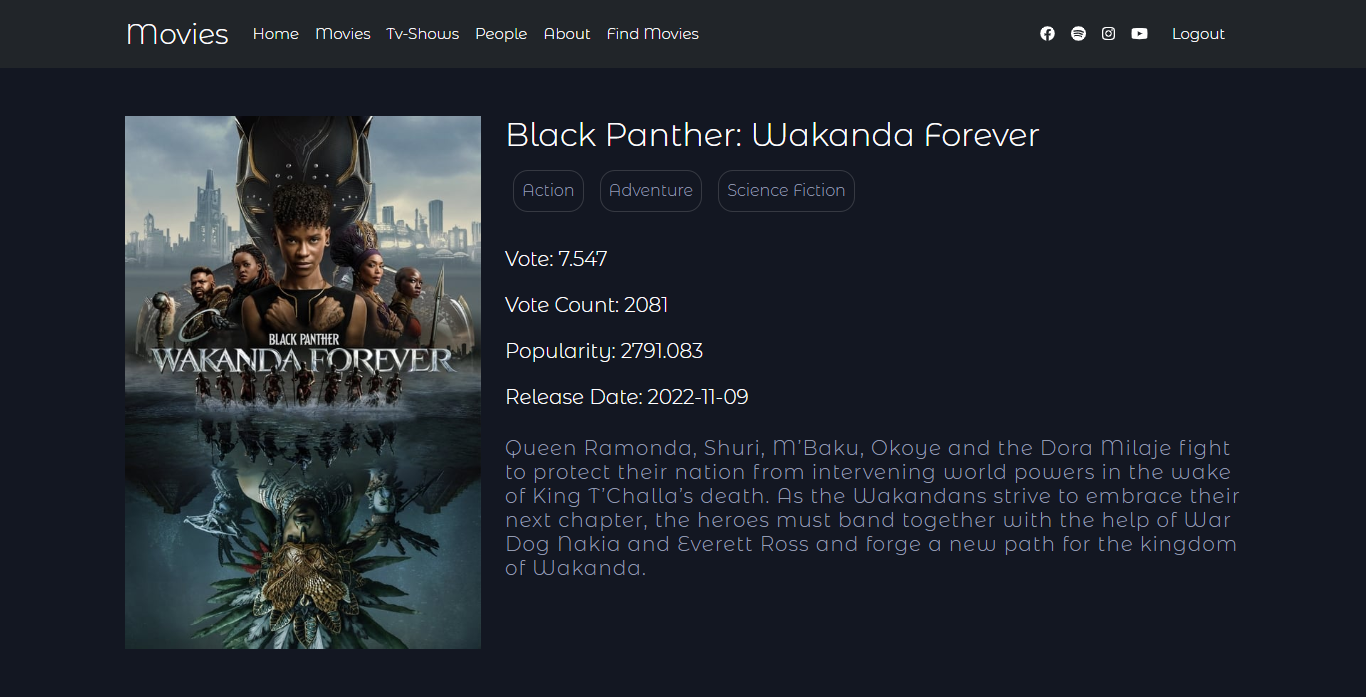 Movies Home Movies Tv-Shows People About Find Movies Logout
Black Panther: Wakanda Forever
Action Adventure Science Fiction
Vote: 7.547
Vote Count: 2081
Popularity: 2791.083
Release Date: 2022-11-09
Queen Ramonda, Shuri, M’Baku, Okoye and the Dora Milaje fight
to protect their nation from intervening world powers in the wake
of King T’Challa’s death. As the Wakandans strive to embrace their
next chapter, the heroes must band together with the help of War
Dog Nakia and Everett Ross and forge a new path for the kingdom
of Wakanda.
BLACK PANTHER
WAKANDA FOREVER